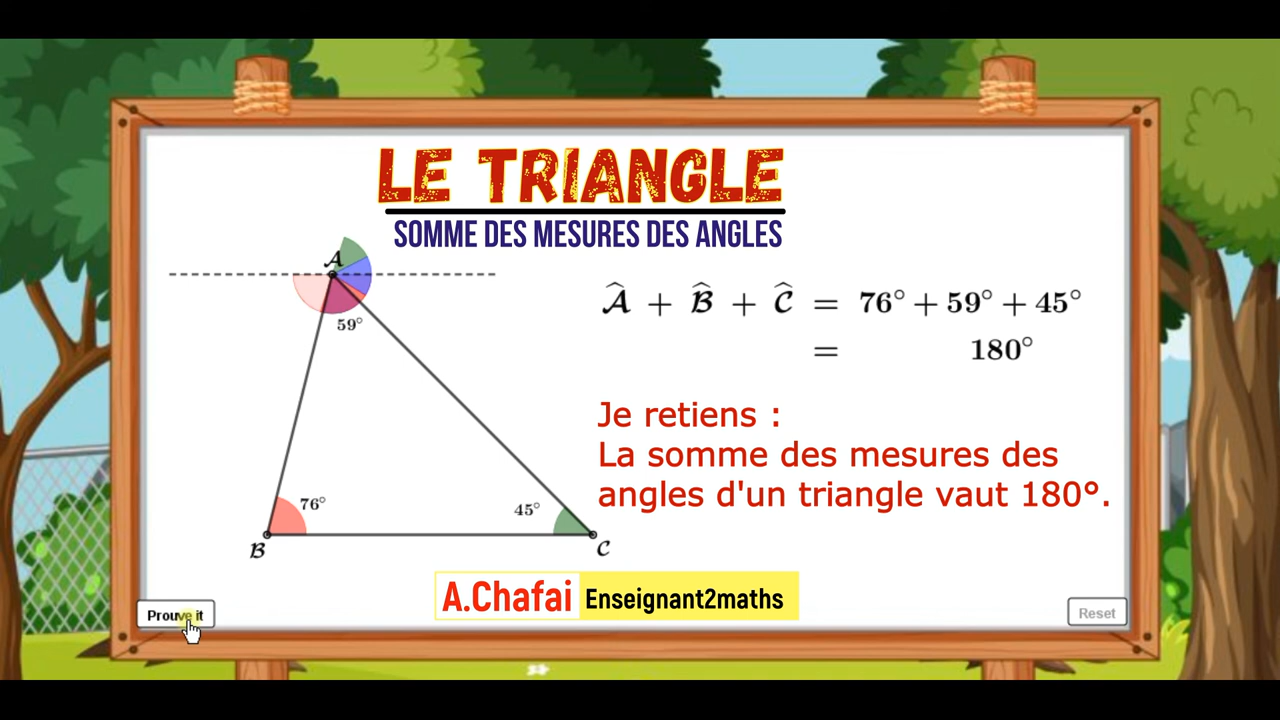 LE TRIANGLE
SOMME DES MESURES DES ANGLES
A
59°
76°
45°
B
C
Â + B̂ + Ĉ = 76° + 59° + 45°
= 180°
Je retiens :
La somme des mesures des
angles d'un triangle vaut 180°.
A.Chafai Enseignant2maths
Prouve it
Reset